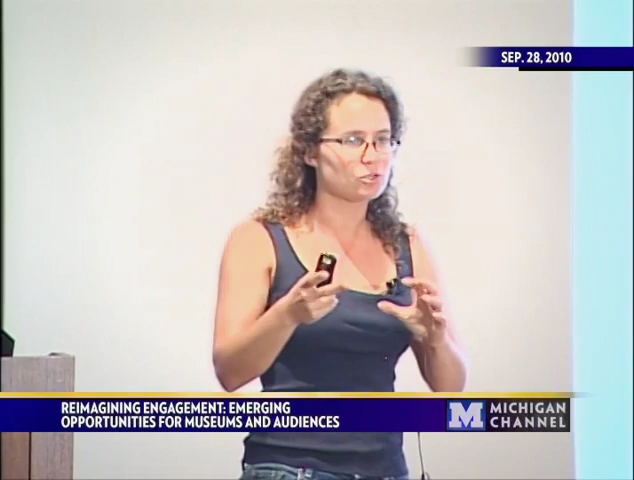 SEP. 28, 2010
REIMAGINING ENGAGEMENT: EMERGING
OPPORTUNITIES FOR MUSEUMS AND AUDIENCES
M MICHIGAN
CHANNEL